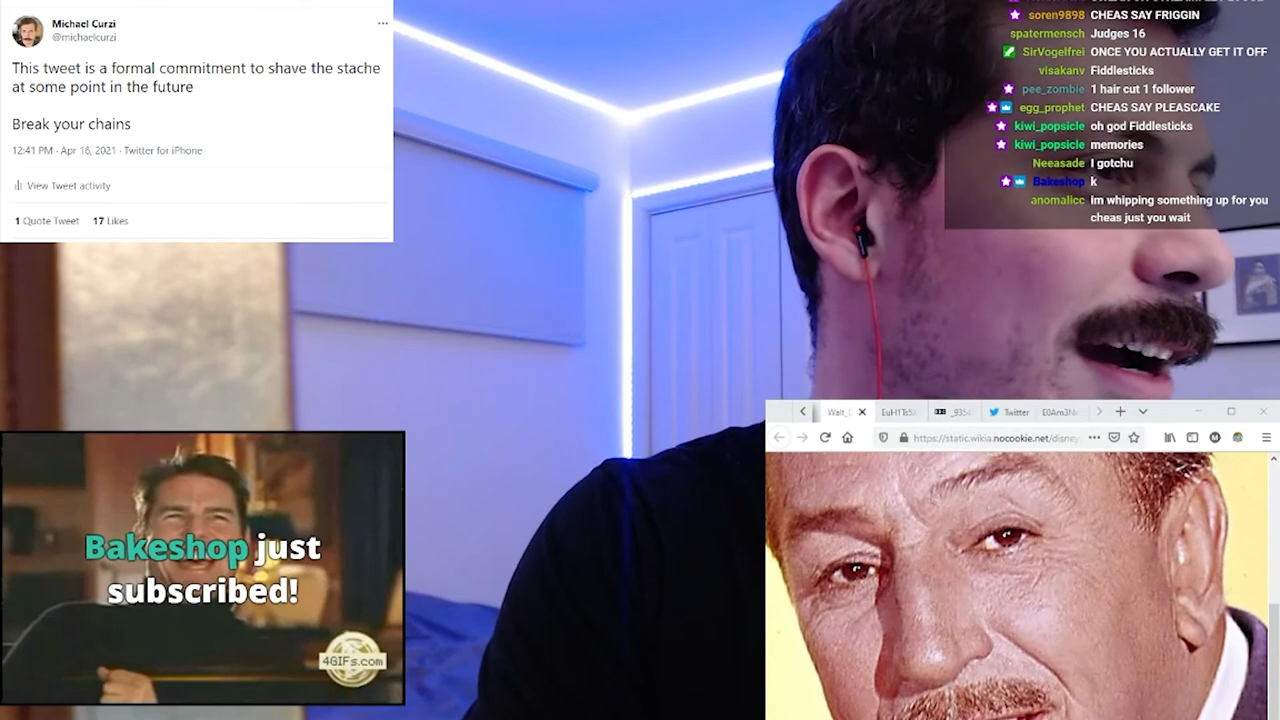 Michael Curzi
@michaelcurzi
This tweet is a formal commitment to shave the stache
at some point in the future
Break your chains
12:41 PM · Apr 16, 2021 · Twitter for iPhone
View Tweet activity
1 Quote Tweet 17 Likes
soren9898 CHEAS SAY FRIGGIN
spatermensch Judges 16
SirVogelfrei ONCE YOU ACTUALLY GET IT OFF
visakanv Fiddlesticks
pee_zombie 1 hair cut 1 follower
egg_prophet CHEAS SAY PLEASCAKE
kiwi_popsicle oh god Fiddlesticks
kiwi_popsicle memories
Neeasade I gotchu
Bakeshop k
anomalicc im whipping something up for you
cheas just you wait
Walt_ Twitter
https://static.wikia.nocookie.net/disney
Bakeshop just
subscribed!
4GIFs.com